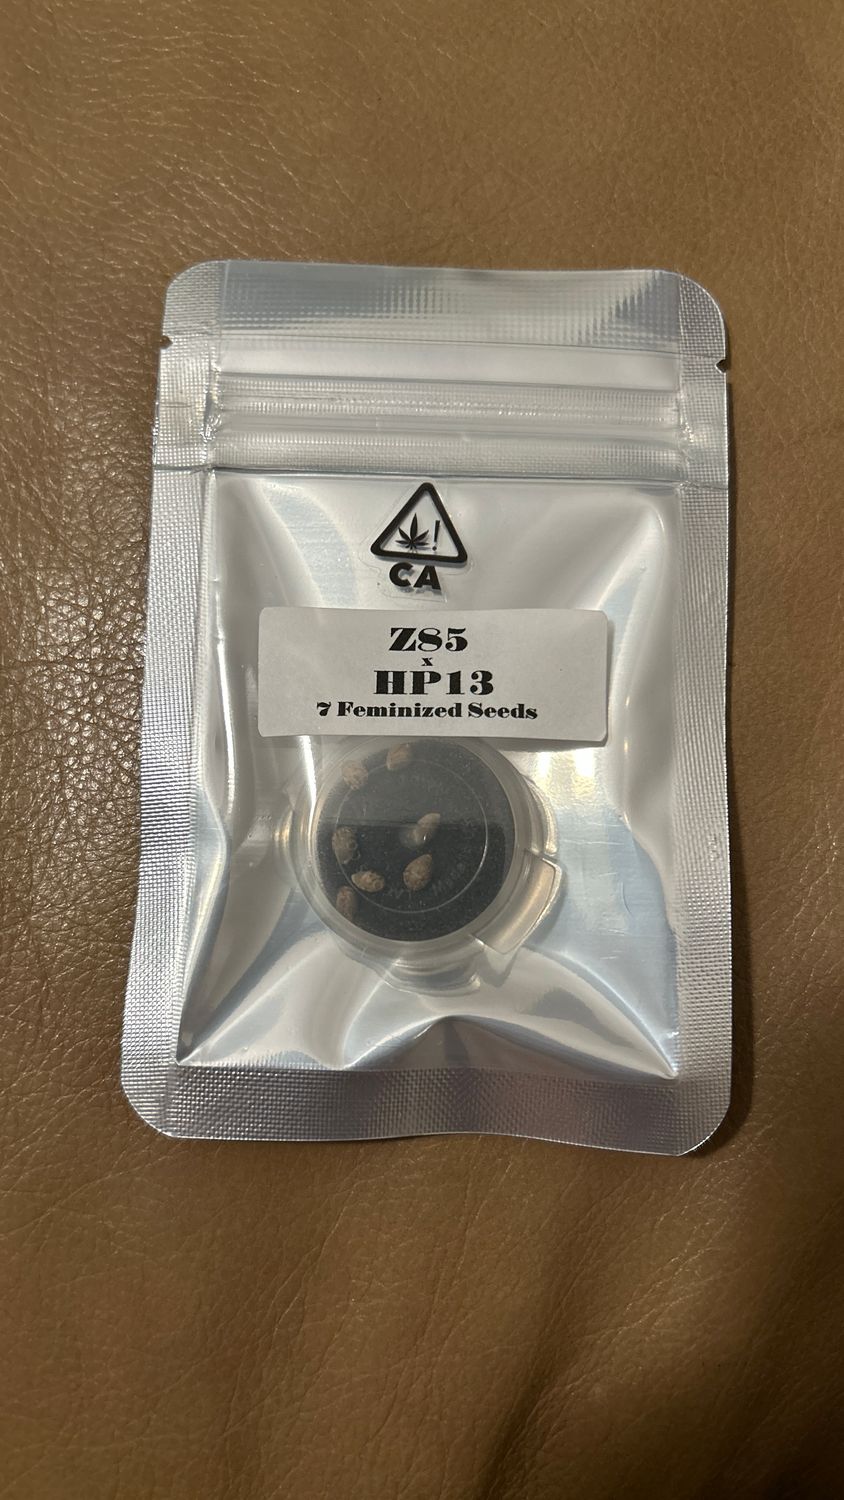 !
CA
Z85
x
HP13
7 Feminized Seeds